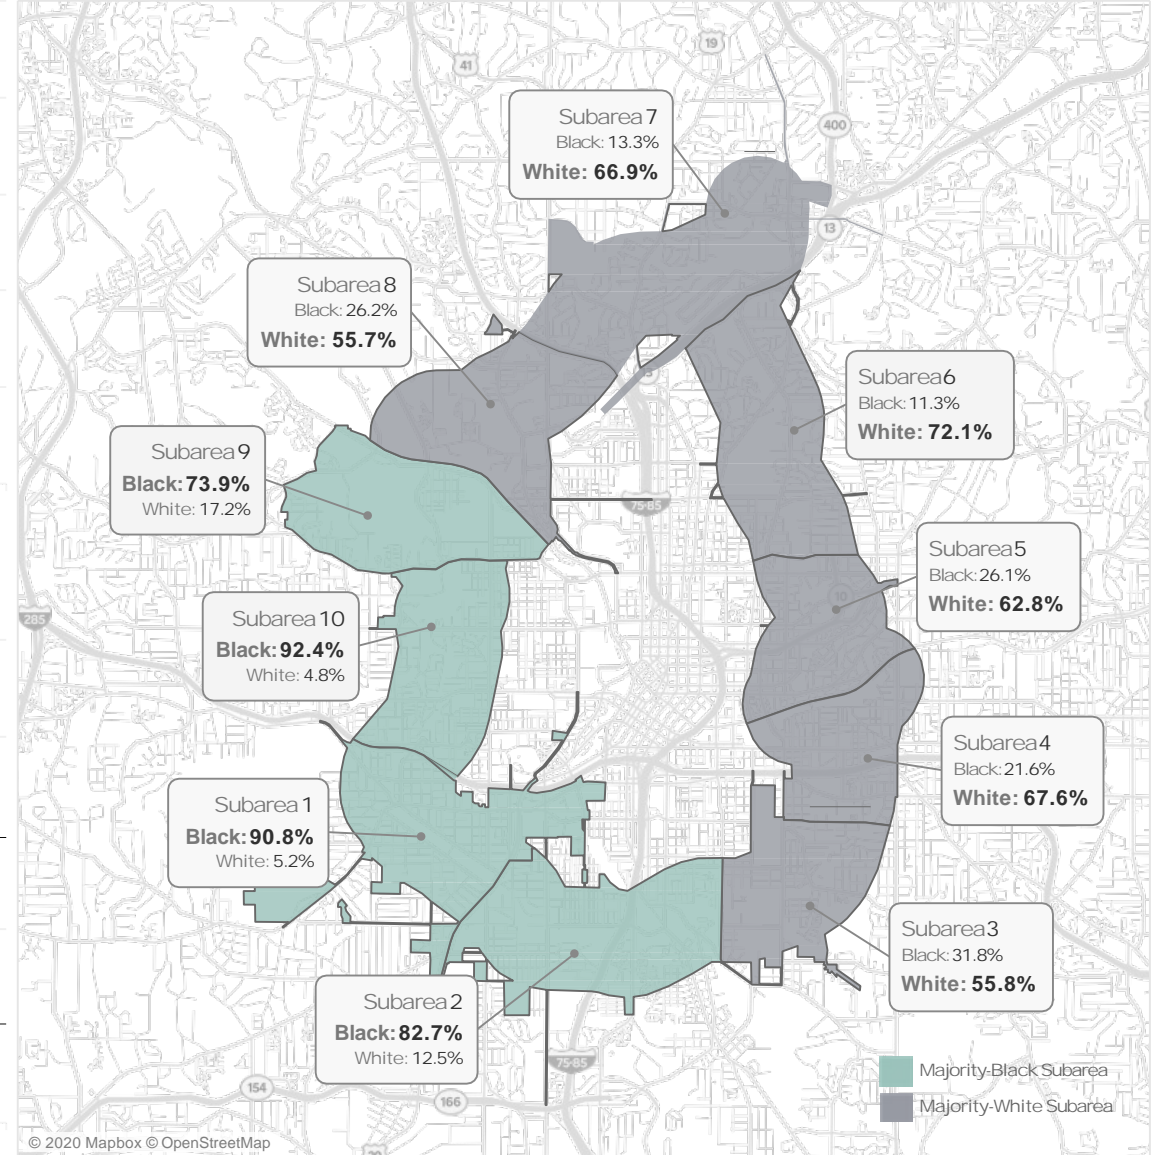 19
41
Subarea 7
Black: 13.3%
White: 66.9%
400
13
Subarea 8
Black: 26.2%
White: 55.7%
Subarea 6
Black: 11.3%
White: 72.1%
Subarea 9
Black: 73.9%
White: 17.2%
75-85
Subarea 5
Black: 26.1%
White: 62.8%
10
285
Subarea 10
Black: 92.4%
White: 4.8%
Subarea 4
Black: 21.6%
White: 67.6%
Subarea 1
Black: 90.8%
White: 5.2%
Subarea 3
Black: 31.8%
White: 55.8%
Subarea 2
Black: 82.7%
White: 12.5%
75-85
Majority-Black Subarea
154
166
Majority-White Subarea
© 2020 Mapbox © OpenStreetMap